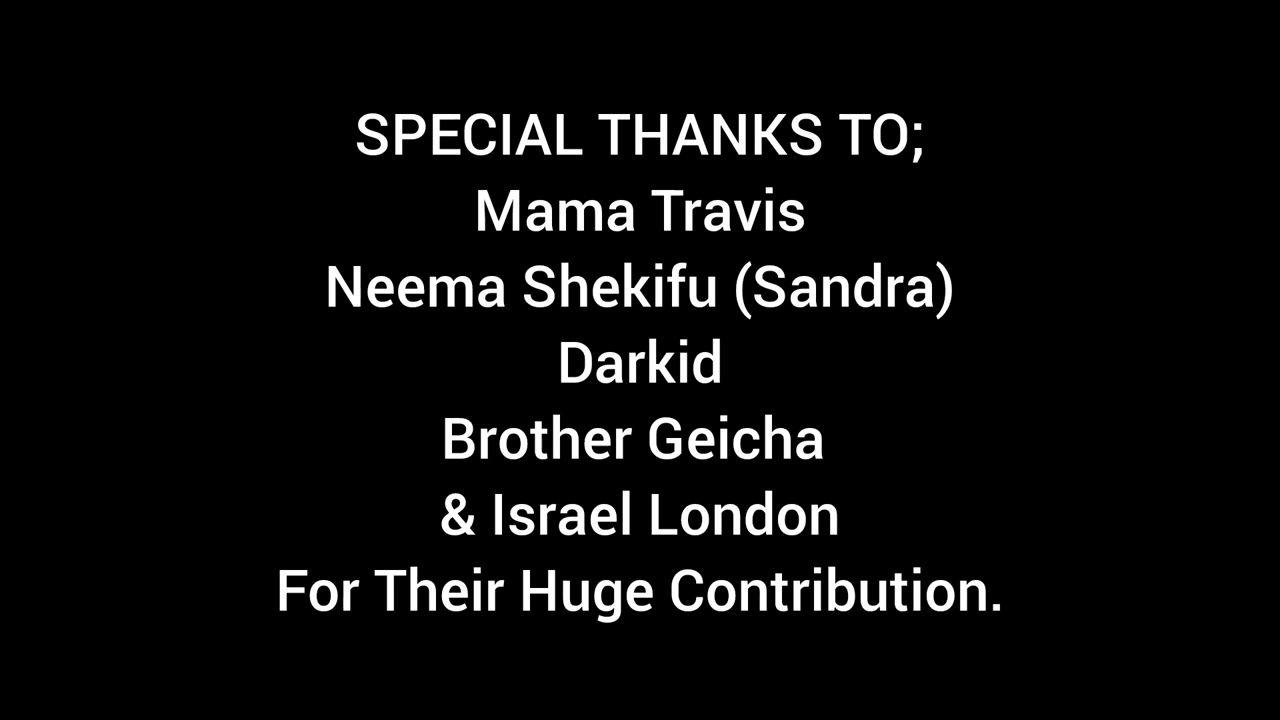 SPECIAL THANKS TO;
Mama Travis
Neema Shekifu (Sandra)
Darkid
Brother Geicha
& Israel London
For Their Huge Contribution.